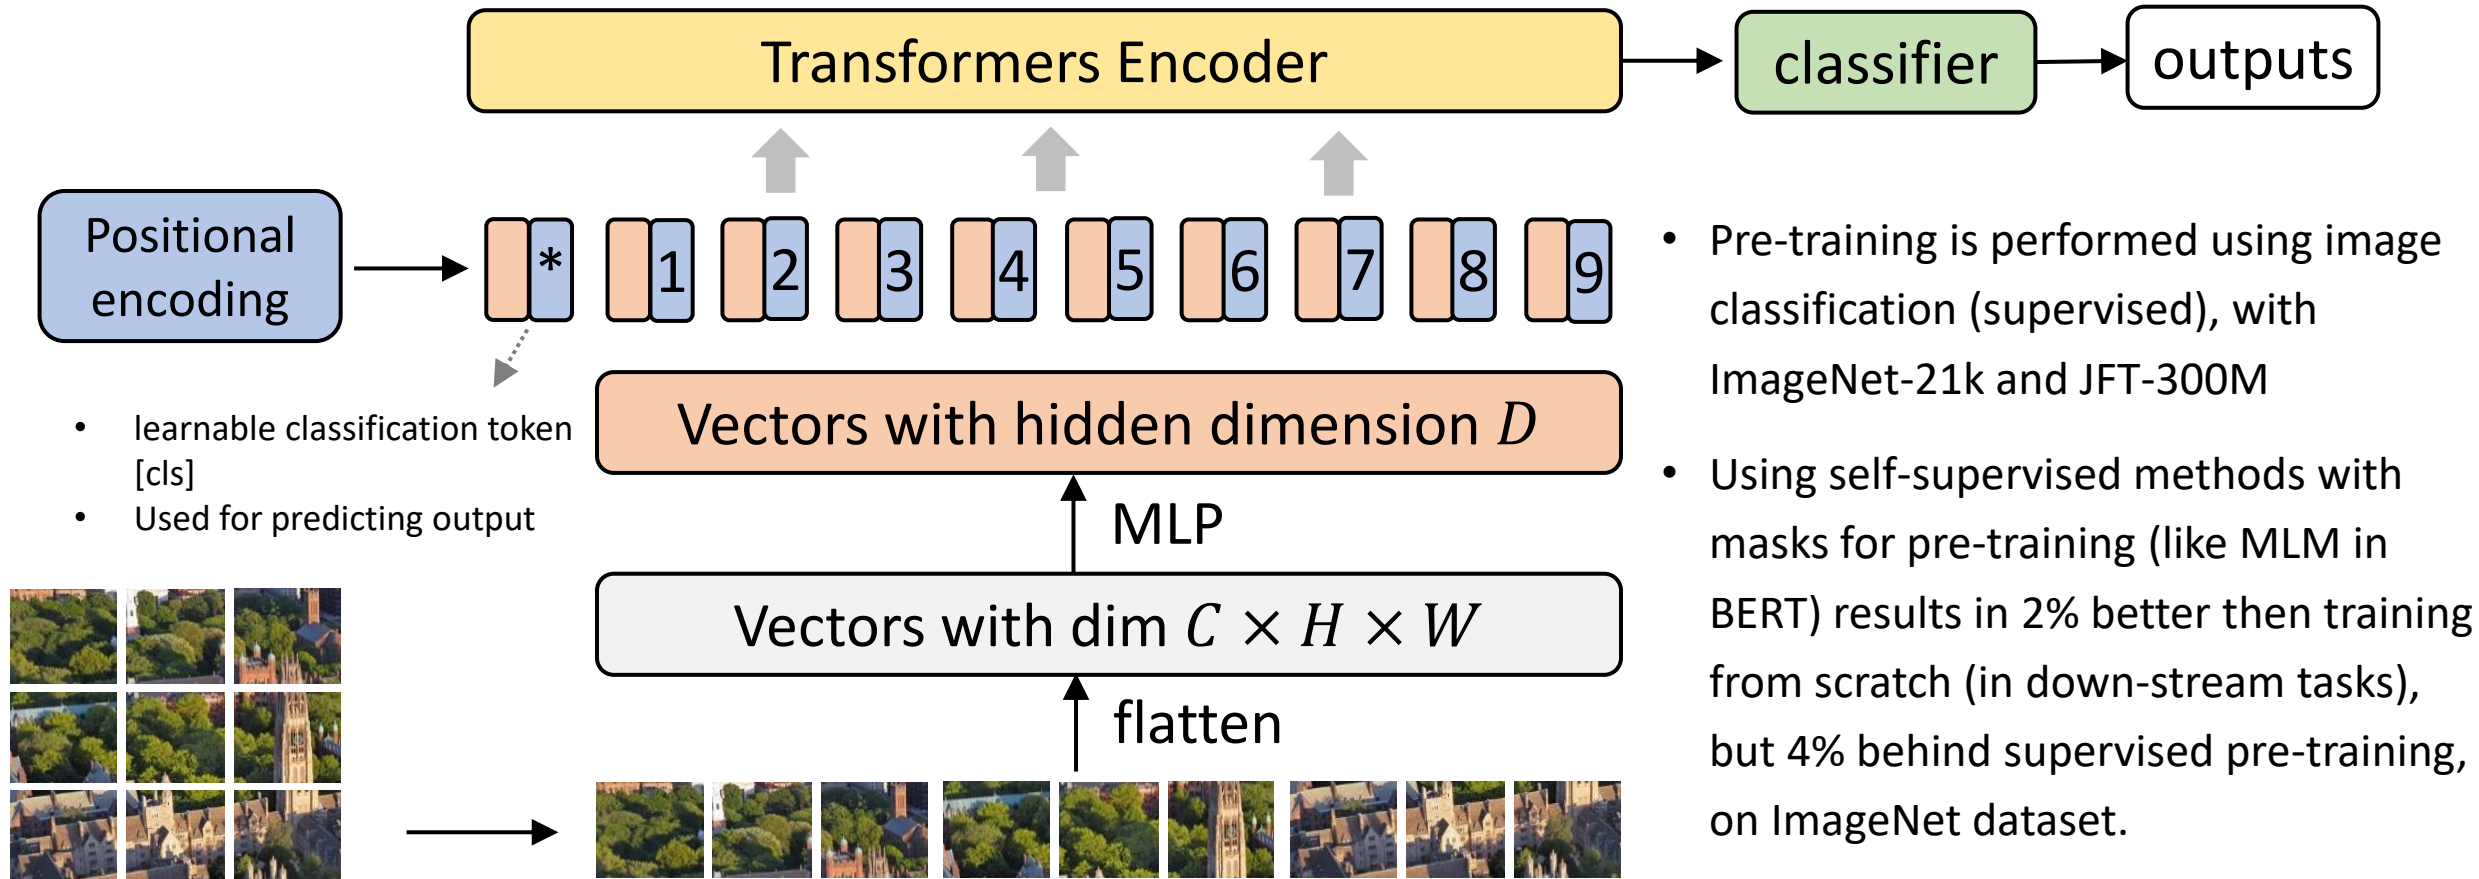 Transformers Encoder
classifier
outputs
Positional
encoding
*
1
2
3
4
5
6
7
8
9
• learnable classification token
[cls]
• Used for predicting output
Vectors with hidden dimension D
MLP
Vectors with dim C × H × W
flatten
• Pre-training is performed using image
classification (supervised), with
ImageNet-21k and JFT-300M
• Using self-supervised methods with
masks for pre-training (like MLM in
BERT) results in 2% better then training
from scratch (in down-stream tasks),
but 4% behind supervised pre-training,
on ImageNet dataset.